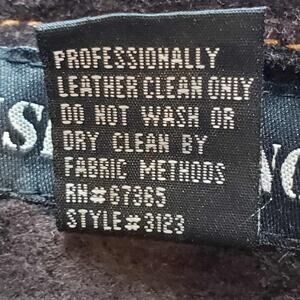 PROFESSIONALLY
LEATHER CLEAN ONLY
DO NOT WASH OR
DRY CLEAN BY
FABRIC METHODS
RN#67365
STYLE#3123